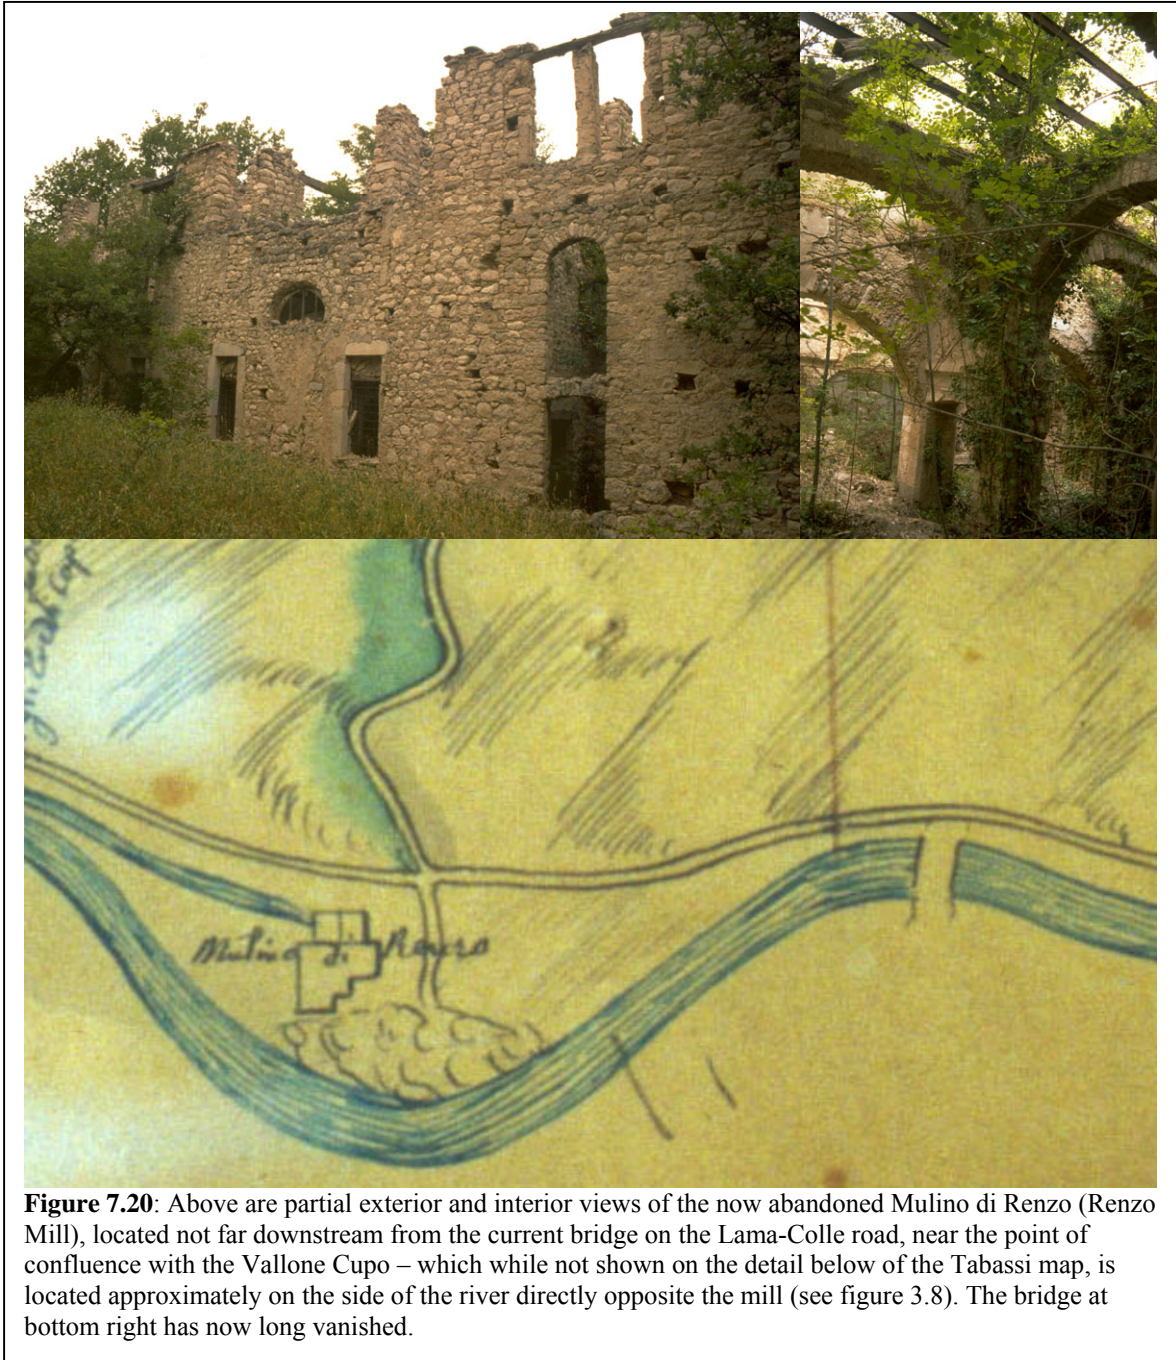 Mulino di Renzo
Figure 7.20: Above are partial exterior and interior views of the now abandoned Mulino di Renzo (Renzo
Mill), located not far downstream from the current bridge on the Lama-Colle road, near the point of
confluence with the Vallone Cupo – which while not shown on the detail below of the Tabassi map, is
located approximately on the side of the river directly opposite the mill (see figure 3.8). The bridge at
bottom right has now long vanished.